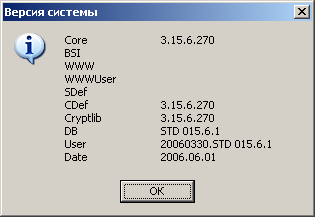 Версия системы
Core 3.15.6.270
BSI
WWW
WWWUser
SDef
CDef 3.15.6.270
Cryptlib 3.15.6.270
DB STD 015.6.1
User 20060330.STD 015.6.1
Date 2006.06.01
OK